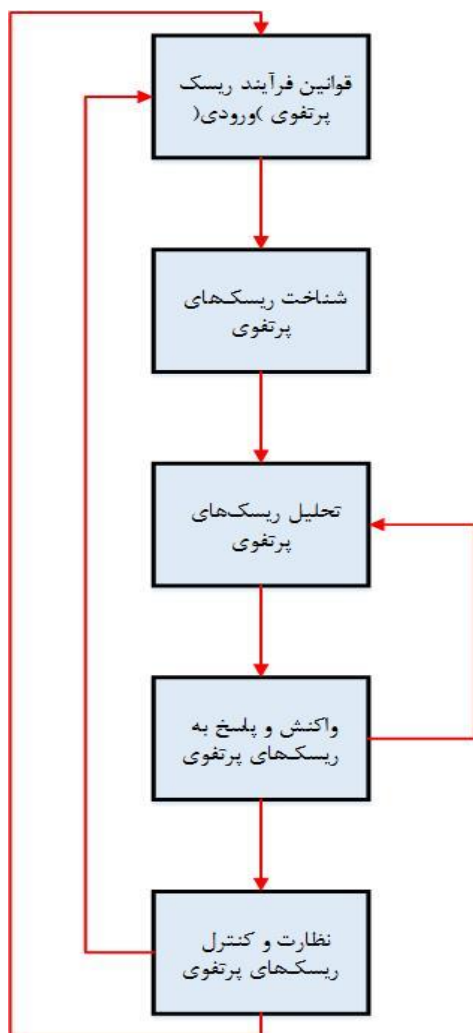 قوانین فرآیند ریسک
پرتفوی )ورودی(
شناخت ریسک‌های
پرتفوی
تحلیل ریسک‌های
پرتفوی
واکنش و پاسخ به
ریسک‌های پرتفوی
نظارت و کنترل
ریسک‌های پرتفوی